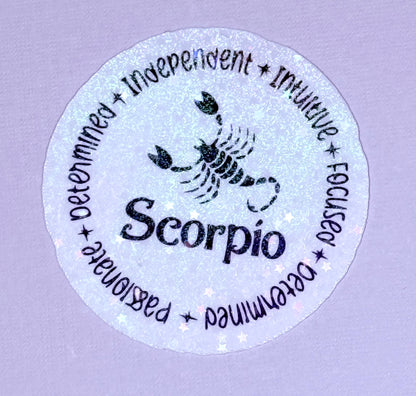 Determined ✦ Independent ✦ Intuitive ✦ Focused ✦ Determined ✦ Passionate ✦
Scorpio